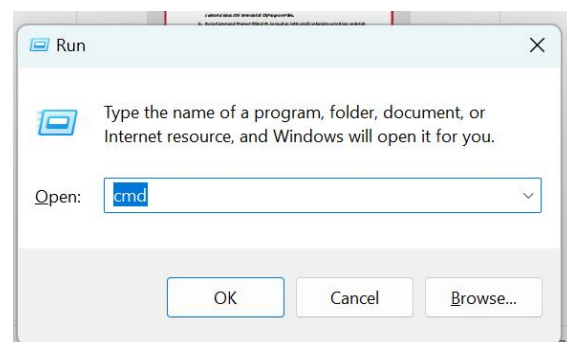 Run
Type the name of a program, folder, document, or
Internet resource, and Windows will open it for you.
Open:
cmd
OK
Cancel
Browse...